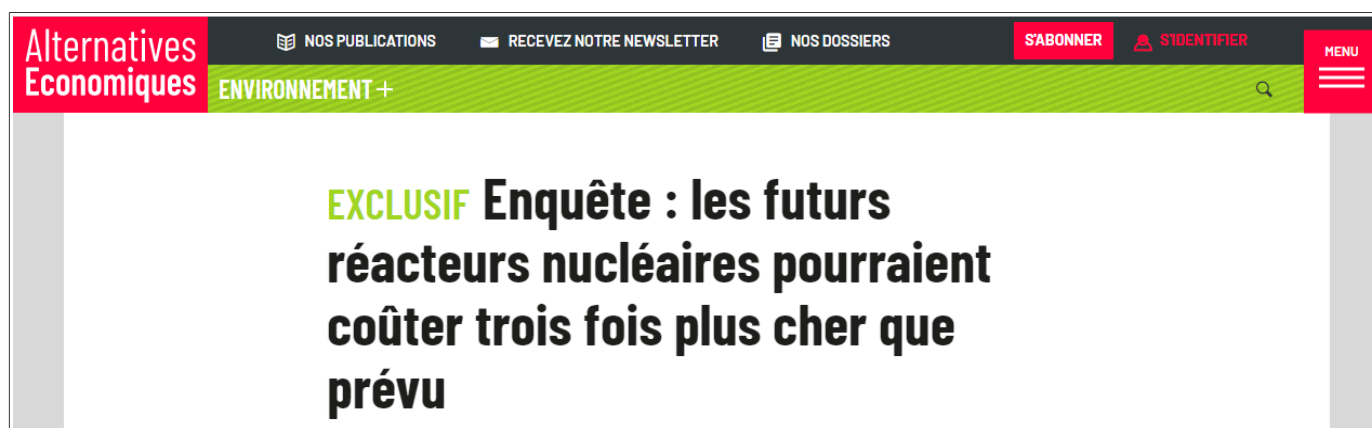 Alternatives
Economiques
NOS PUBLICATIONS
RECEVEZ NOTRE NEWSLETTER
NOS DOSSIERS
S'ABONNER
S'IDENTIFIER
MENU
ENVIRONNEMENT +
EXCLUSIF Enquête : les futurs
réacteurs nucléaires pourraient
coûter trois fois plus cher que
prévu